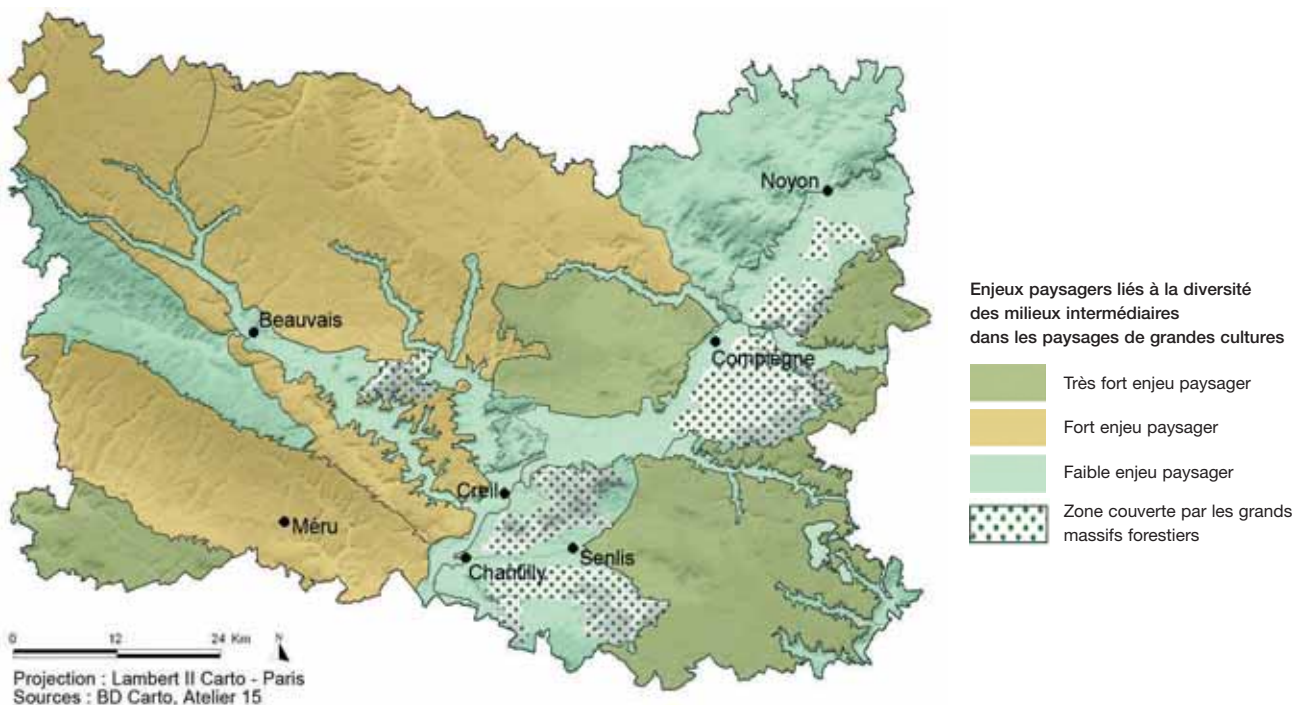 Noyon
Beauvais
Compiègne
Creil
Méru
Senlis
Chantilly
0 12 24 Km N
Projection : Lambert II Carto - Paris
Sources : BD Carto, Atelier 15
Enjeux paysagers liés à la diversité
des milieux intermédiaires
dans les paysages de grandes cultures
Très fort enjeu paysager
Fort enjeu paysager
Faible enjeu paysager
Zone couverte par les grands
massifs forestiers